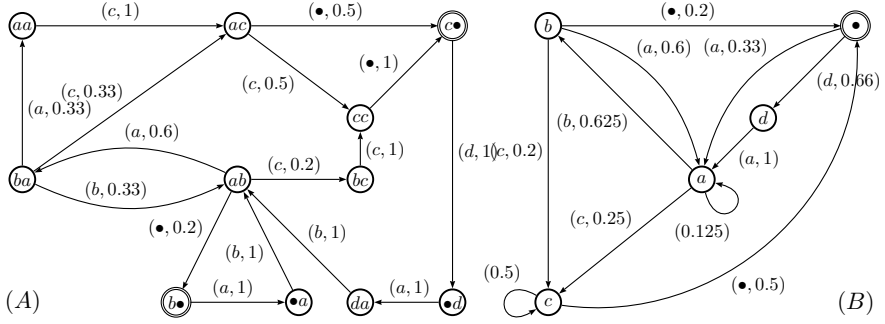 aa
(c, 1)
ac
(●, 0.5)
c●
b
(●, 0.2)
●
(a, 0.33)
(c, 0.33)
(c, 0.5)
(●, 1)
(a, 0.6)
(a, 0.33)
(d, 0.66)
cc
d
(a, 0.6)
(b, 0.625)
(d, 1)
(c, 0.2)
(a, 1)
ba
(b, 0.33)
ab
(c, 0.2)
bc
(c, 1)
a
(0.125)
(●, 0.2)
(b, 1)
(b, 1)
(c, 0.25)
(0.5)
(●, 0.5)
(A)
b●
(a, 1)
●a
da
(a, 1)
●d
c
(B)